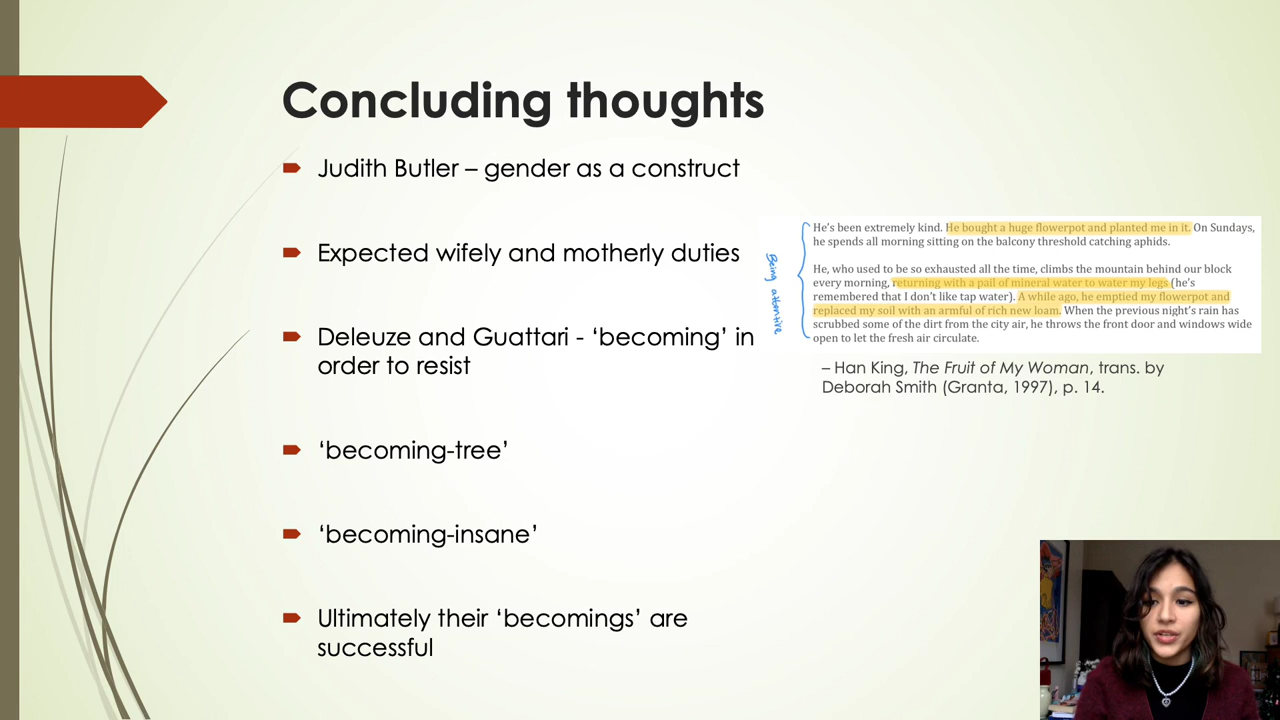 Concluding thoughts
Judith Butler – gender as a construct
Expected wifely and motherly duties
Deleuze and Guattari - ‘becoming’ in
order to resist
‘becoming-tree’
‘becoming-insane’
Ultimately their ‘becomings’ are
successful
Being attentive
He’s been extremely kind. He bought a huge flowerpot and planted me in it. On Sundays,
he spends all morning sitting on the balcony threshold catching aphids.
He, who used to be so exhausted all the time, climbs the mountain behind our block
every morning, returning with a pail of mineral water to water my legs (he’s
remembered that I don’t like tap water). A while ago, he emptied my flowerpot and
replaced my soil with an armful of rich new loam. When the previous night’s rain has
scrubbed some of the dirt from the city air, he throws the front door and windows wide
open to let the fresh air circulate.
– Han King, The Fruit of My Woman, trans. by
Deborah Smith (Granta, 1997), p. 14.